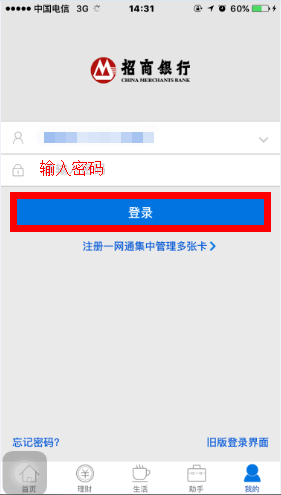 中国电信 3G 14:31 60%
招商银行
CHINA MERCHANTS BANK
输入密码
登录
注册一网通集中管理多张卡
忘记密码? 旧版登录界面
首页 理财 生活 助手 我的